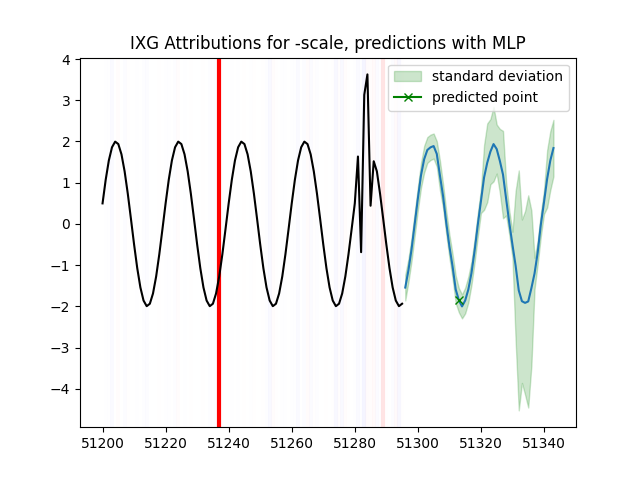 IXG Attributions for -scale, predictions with MLP
standard deviation
predicted point
4
3
2
1
0
−1
−2
−3
−4
51200 51220 51240 51260 51280 51300 51320 51340